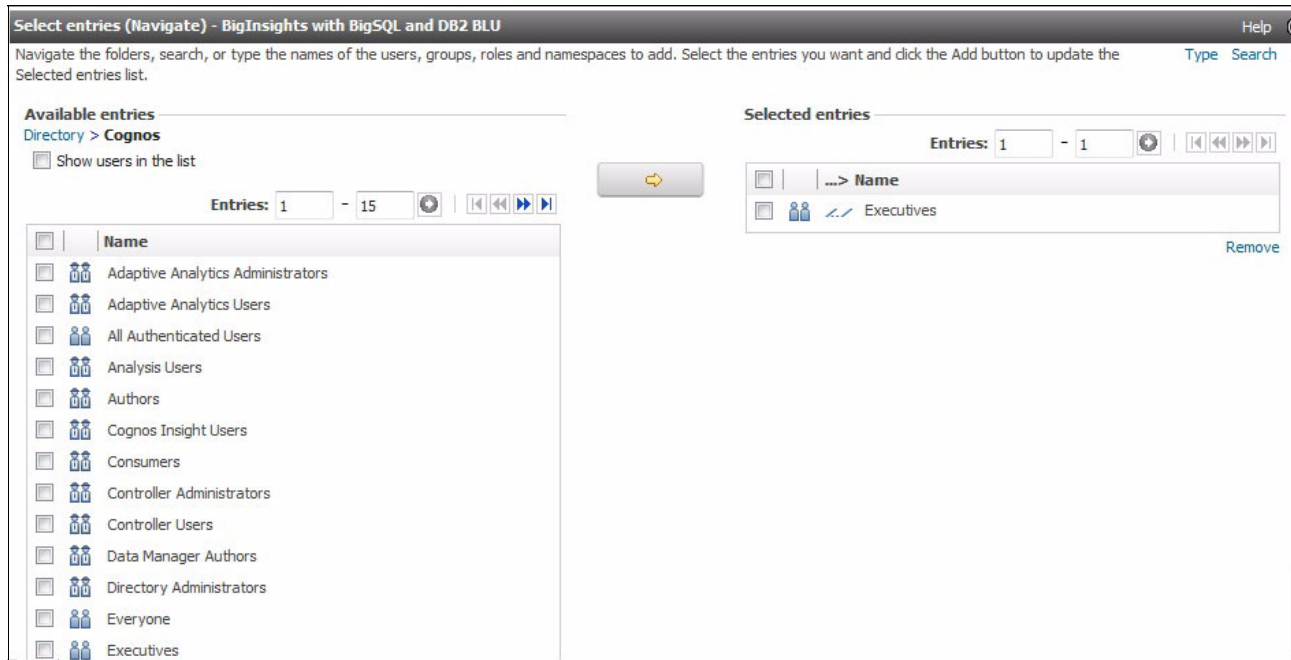 Select entries (Navigate) - BigInsights with BigSQL and DB2 BLU
Help
Navigate the folders, search, or type the names of the users, groups, roles and namespaces to add. Select the entries you want and click the Add button to update the
Selected entries list.
Type Search
Available entries
Directory > Cognos
Show users in the list
Entries: 1 - 15
Name
Adaptive Analytics Administrators
Adaptive Analytics Users
All Authenticated Users
Analysis Users
Authors
Cognos Insight Users
Consumers
Controller Administrators
Controller Users
Data Manager Authors
Directory Administrators
Everyone
Executives
Selected entries
Entries: 1 - 1
...> Name
Executives
Remove